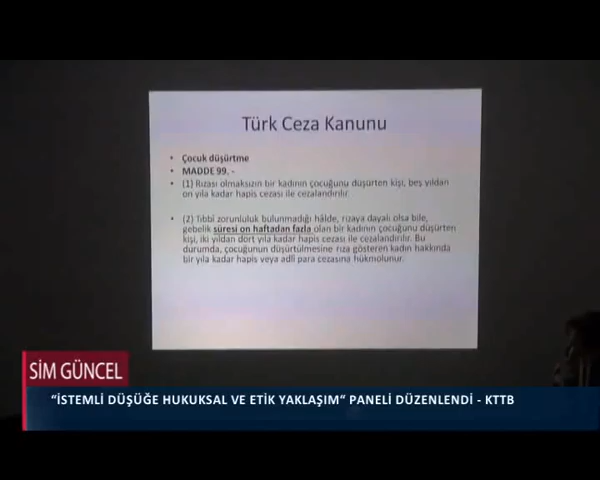 Türk Ceza Kanunu
• Çocuk düşürtme
• MADDE 99. -
• (1) Rızası olmaksızın bir kadının çocuğunu düşürten kişi, beş yıldan
on yıla kadar hapis cezası ile cezalandırılır.
• (2) Tıbbi zorunluluk bulunmadığı hâlde, rızaya dayalı olsa bile,
gebelik süresi on haftadan fazla olan bir kadının çocuğunu düşürten
kişi, iki yıldan dört yıla kadar hapis cezası ile cezalandırılır. Bu
durumda, çocuğunun düşürtülmesine rıza gösteren kadın hakkında
bir yıla kadar hapis veya adlî para cezasına hükmolunur.
SİM GÜNCEL
“İSTEMLİ DÜŞÜĞE HUKUKSAL VE ETİK YAKLAŞIM“ PANELİ DÜZENLENDİ - KTTB